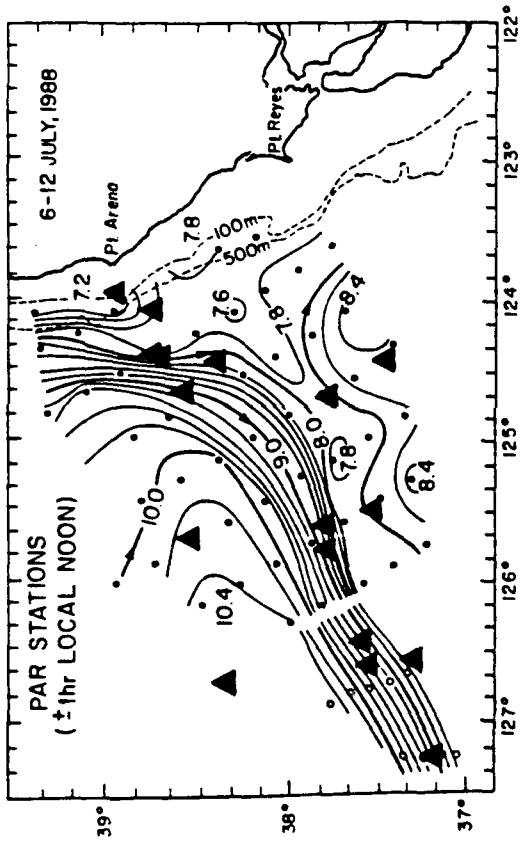 PAR STATIONS
(±1hr LOCAL NOON)
6-12 JULY, 1988
Pt. Arena
Pt. Reyes
7.2
7.8
100m
500m
7.6
7.8
8.4
10.0
9.0
8.0
7.8
8.4
10.4
39°
38°
37°
127°
126°
125°
124°
123°
122°